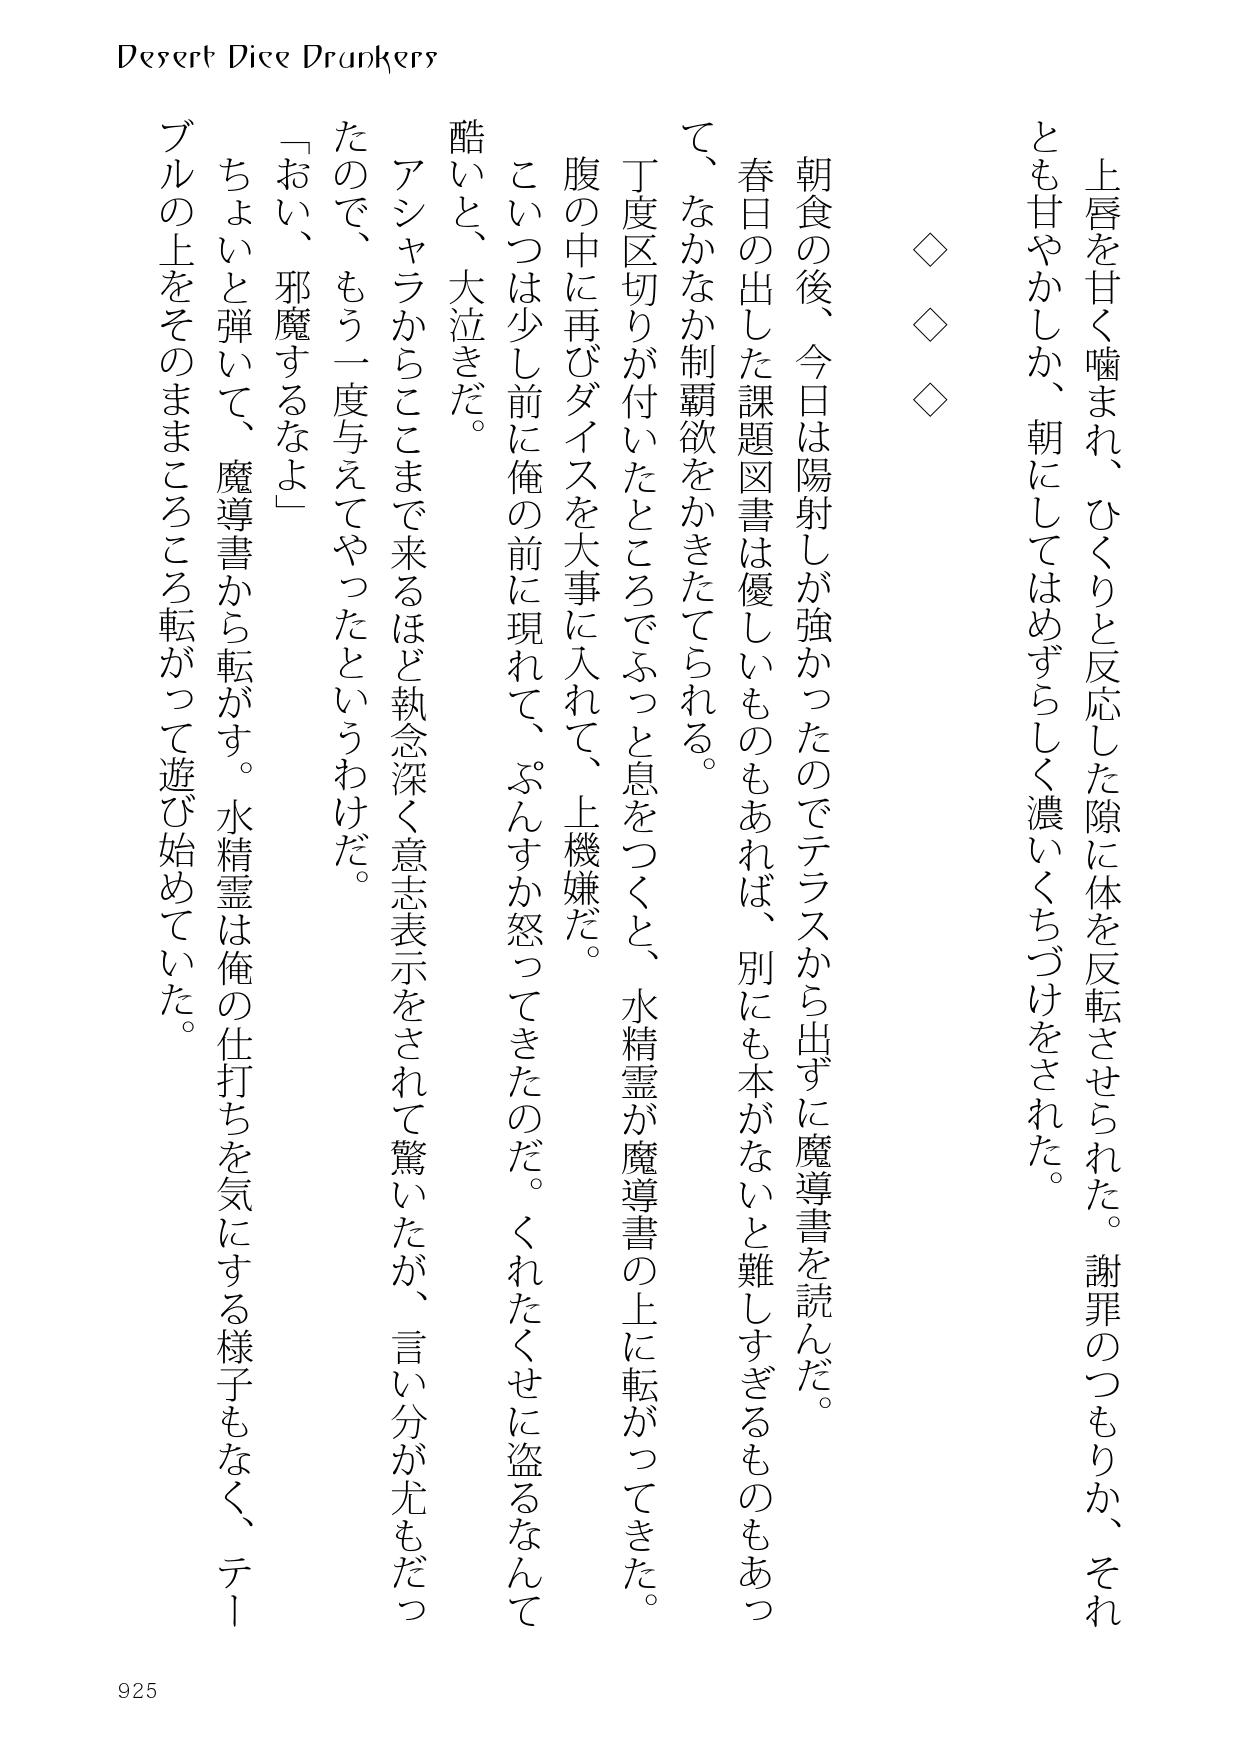 Desert Dice Drunkers
上唇を甘く噛まれ、ひくりと反応した隙に体を反転させられた。謝罪のつもりか、それ
とも甘やかしか、朝にしてはめずらしく濃いくちづけをされた。
◇　◇　◇
朝食の後、今日は陽射しが強かったのでテラスから出ずに魔導書を読んだ。
春日の出した課題図書は優しいものもあれば、別にも本がないと難しすぎるものもあっ
て、なかなか制覇欲をかきたてられる。
丁度区切りが付いたところでふっと息をつくと、水精霊が魔導書の上に転がってきた。
腹の中に再びダイスを大事に入れて、上機嫌だ。
こいつは少し前に俺の前に現れて、ぷんすか怒ってきたのだ。くれたくせに盗るなんて
酷いと、大泣きだ。
アシャラからここまで来るほど執念深く意志表示をされて驚いたが、言い分が尤もだっ
たので、もう一度与えてやったというわけだ。
「おい、邪魔するなよ」
ちょいと弾いて、魔導書から転がす。水精霊は俺の仕打ちを気にする様子もなく、テー
ブルの上をそのままころころ転がって遊び始めていた。
925